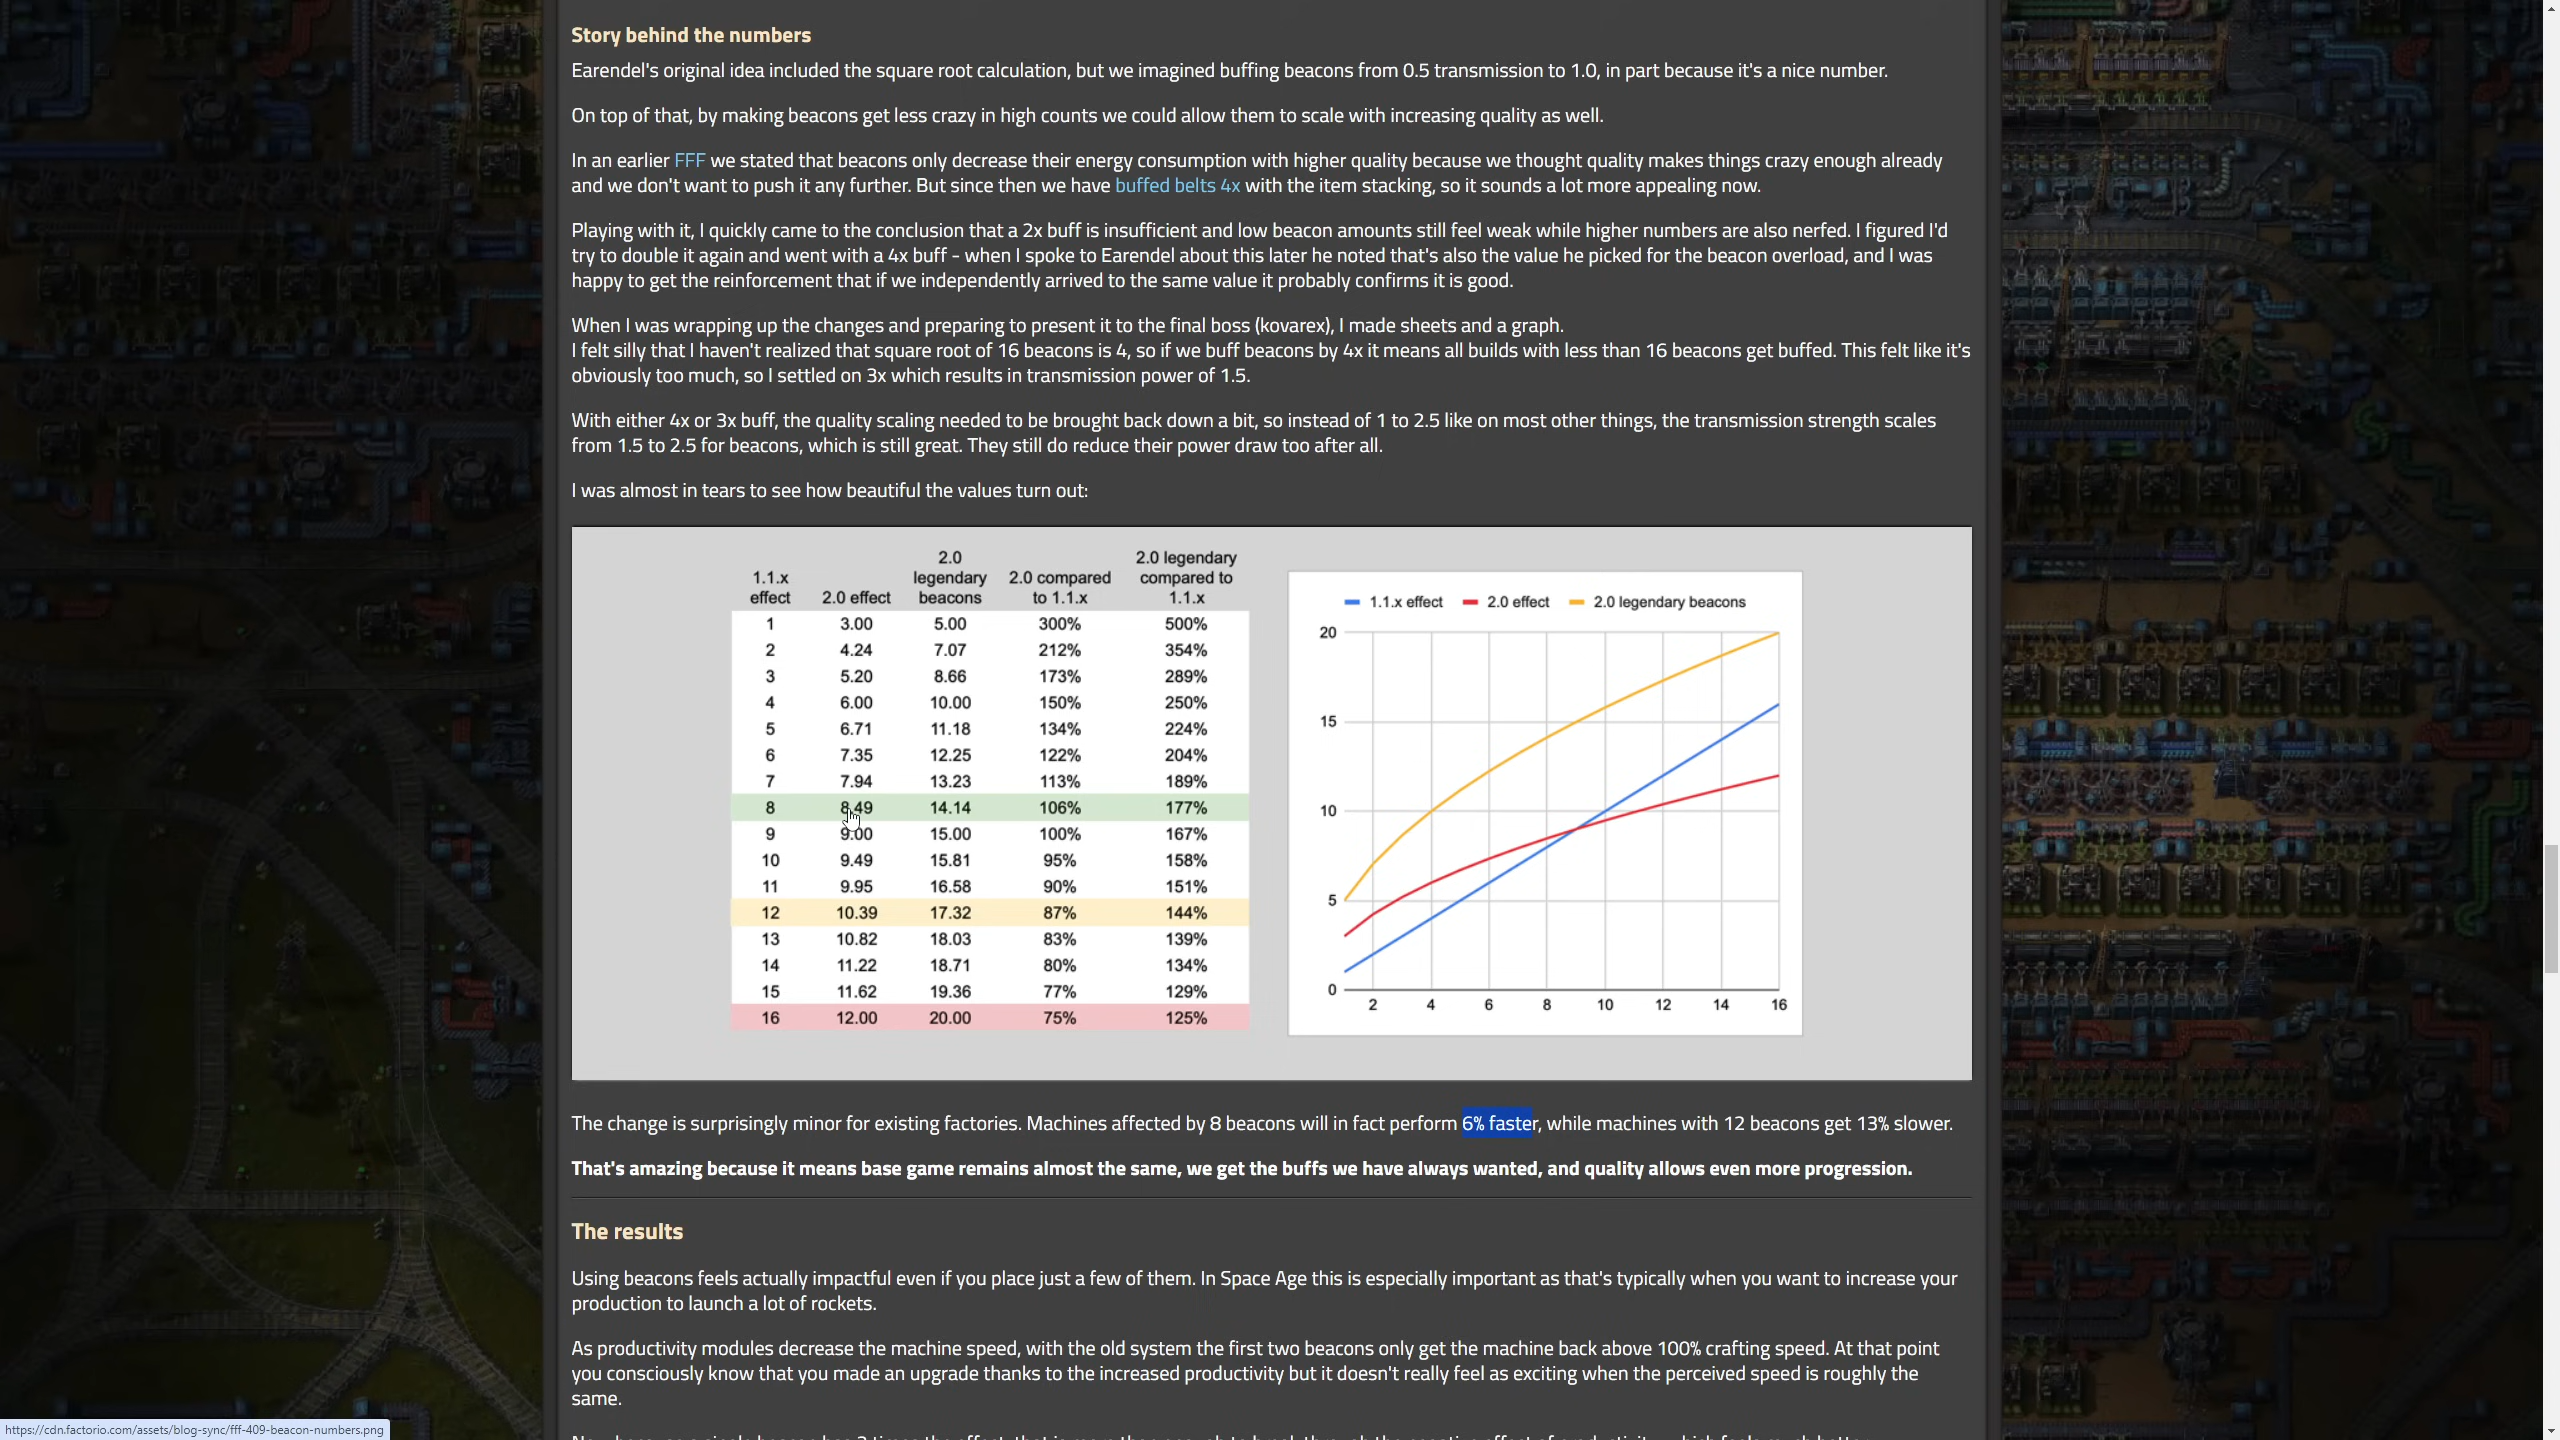 Story behind the numbers
Earendel's original idea included the square root calculation, but we imagined buffing beacons from 0.5 transmission to 1.0, in part because it's a nice number.
On top of that, by making beacons get less crazy in high counts we could allow them to scale with increasing quality as well.
In an earlier FFF we stated that beacons only decrease their energy consumption with higher quality because we thought quality makes things crazy enough already
and we don't want to push it any further. But since then we have buffed belts 4x with the item stacking, so it sounds a lot more appealing now.
Playing with it, I quickly came to the conclusion that a 2x buff is insufficient and low beacon amounts still feel weak while higher numbers are also nerfed. I figured I'd
try to double it again and went with a 4x buff - when I spoke to Earendel about this later he noted that's also the value he picked for the beacon overload, and I was
happy to get the reinforcement that if we independently arrived to the same value it probably confirms it is good.
When I was wrapping up the changes and preparing to present it to the final boss (kovarex), I made sheets and a graph.
I felt silly that I haven't realized that square root of 16 beacons is 4, so if we buff beacons by 4x it means all builds with less than 16 beacons get buffed. This felt like it's
obviously too much, so I settled on 3x which results in transmission power of 1.5.
With either 4x or 3x buff, the quality scaling needed to be brought back down a bit, so instead of 1 to 2.5 like on most other things, the transmission strength scales
from 1.5 to 2.5 for beacons, which is still great. They still do reduce their power draw too after all.
I was almost in tears to see how beautiful the values turn out:
2.0 2.0 legendary
1.1.x legendary 2.0 compared compared to
effect 2.0 effect beacons to 1.1.x 1.1.x
1 3.00 5.00 300% 500%
2 4.24 7.07 212% 354%
3 5.20 8.66 173% 289%
4 6.00 10.00 150% 250%
5 6.71 11.18 134% 224%
6 7.35 12.25 122% 204%
7 7.94 13.23 113% 189%
8 8.49 14.14 106% 177%
9 9.00 15.00 100% 167%
10 9.49 15.81 95% 158%
11 9.95 16.58 90% 151%
12 10.39 17.32 87% 144%
13 10.82 18.03 83% 139%
14 11.22 18.71 80% 134%
15 11.62 19.36 77% 129%
16 12.00 20.00 75% 125%
1.1.x effect 2.0 effect 2.0 legendary beacons
20
15
10
5
0
2 4 6 8 10 12 14 16
The change is surprisingly minor for existing factories. Machines affected by 8 beacons will in fact perform 6% faster, while machines with 12 beacons get 13% slower.
That's amazing because it means base game remains almost the same, we get the buffs we have always wanted, and quality allows even more progression.
The results
Using beacons feels actually impactful even if you place just a few of them. In Space Age this is especially important as that's typically when you want to increase your
production to launch a lot of rockets.
As productivity modules decrease the machine speed, with the old system the first two beacons only get the machine back above 100% crafting speed. At that point
you consciously know that you made an upgrade thanks to the increased productivity but it doesn't really feel as exciting when the perceived speed is roughly the
same.
https://cdn.factorio.com/assets/blog-sync/fff-409-beacon-numbers.png